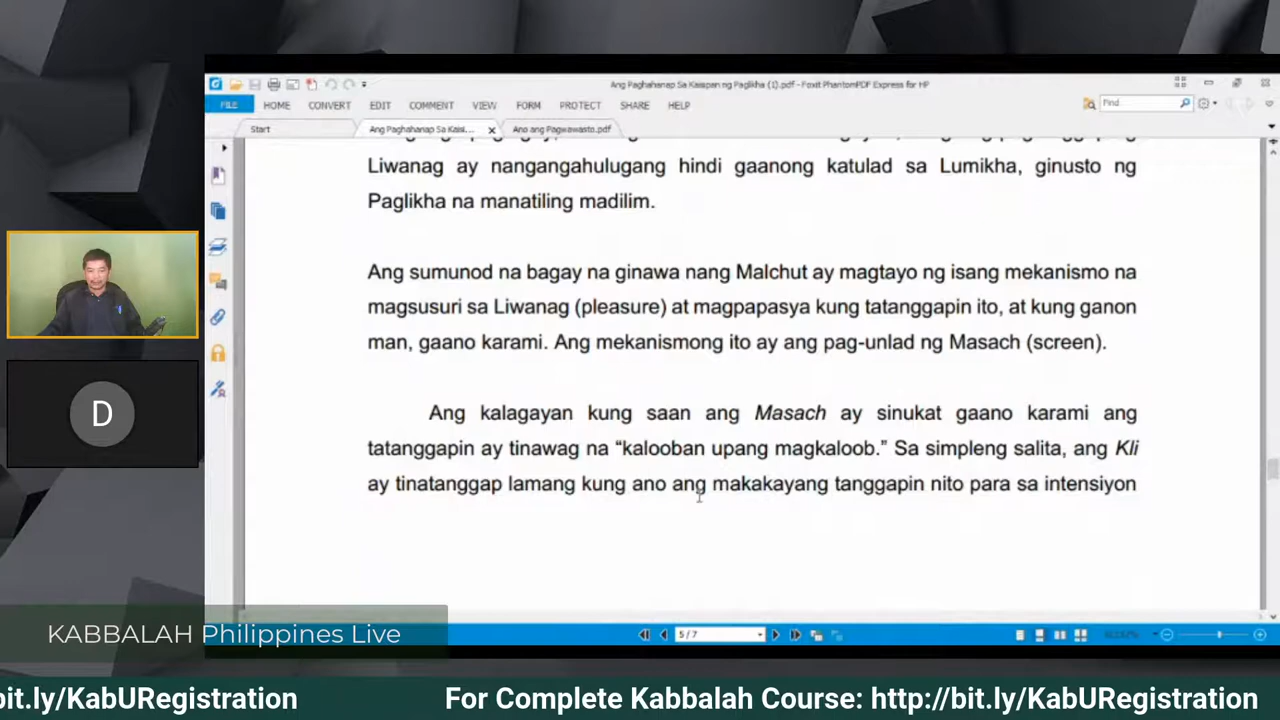 Ang Paghahanap Sa Kaisipan ng Paglikha (1).pdf - Foxit PhantomPDF Express for HP
FILE HOME CONVERT EDIT COMMENT VIEW FORM PROTECT SHARE HELP
Find
Start
Ang Paghahanap Sa Kaisi...
Ano ang Pagwawasto.pdf
Liwanag ay nangangahulugang hindi gaanong katulad sa Lumikha, ginusto ng
Paglikha na manatiling madilim.
Ang sumunod na bagay na ginawa nang Malchut ay magtayo ng isang mekanismo na
magsusuri sa Liwanag (pleasure) at magpapasya kung tatanggapin ito, at kung ganon
man, gaano karami. Ang mekanismong ito ay ang pag-unlad ng Masach (screen).
Ang kalagayan kung saan ang Masach ay sinukat gaano karami ang
tatanggapin ay tinawag na “kalooban upang magkaloob.” Sa simpleng salita, ang Kli
ay tinatanggap lamang kung ano ang makakayang tanggapin nito para sa intensiyon
D
KABBALAH Philippines Live
5 / 7
bit.ly/KabURegistration
For Complete Kabbalah Course: http://bit.ly/KabURegistration